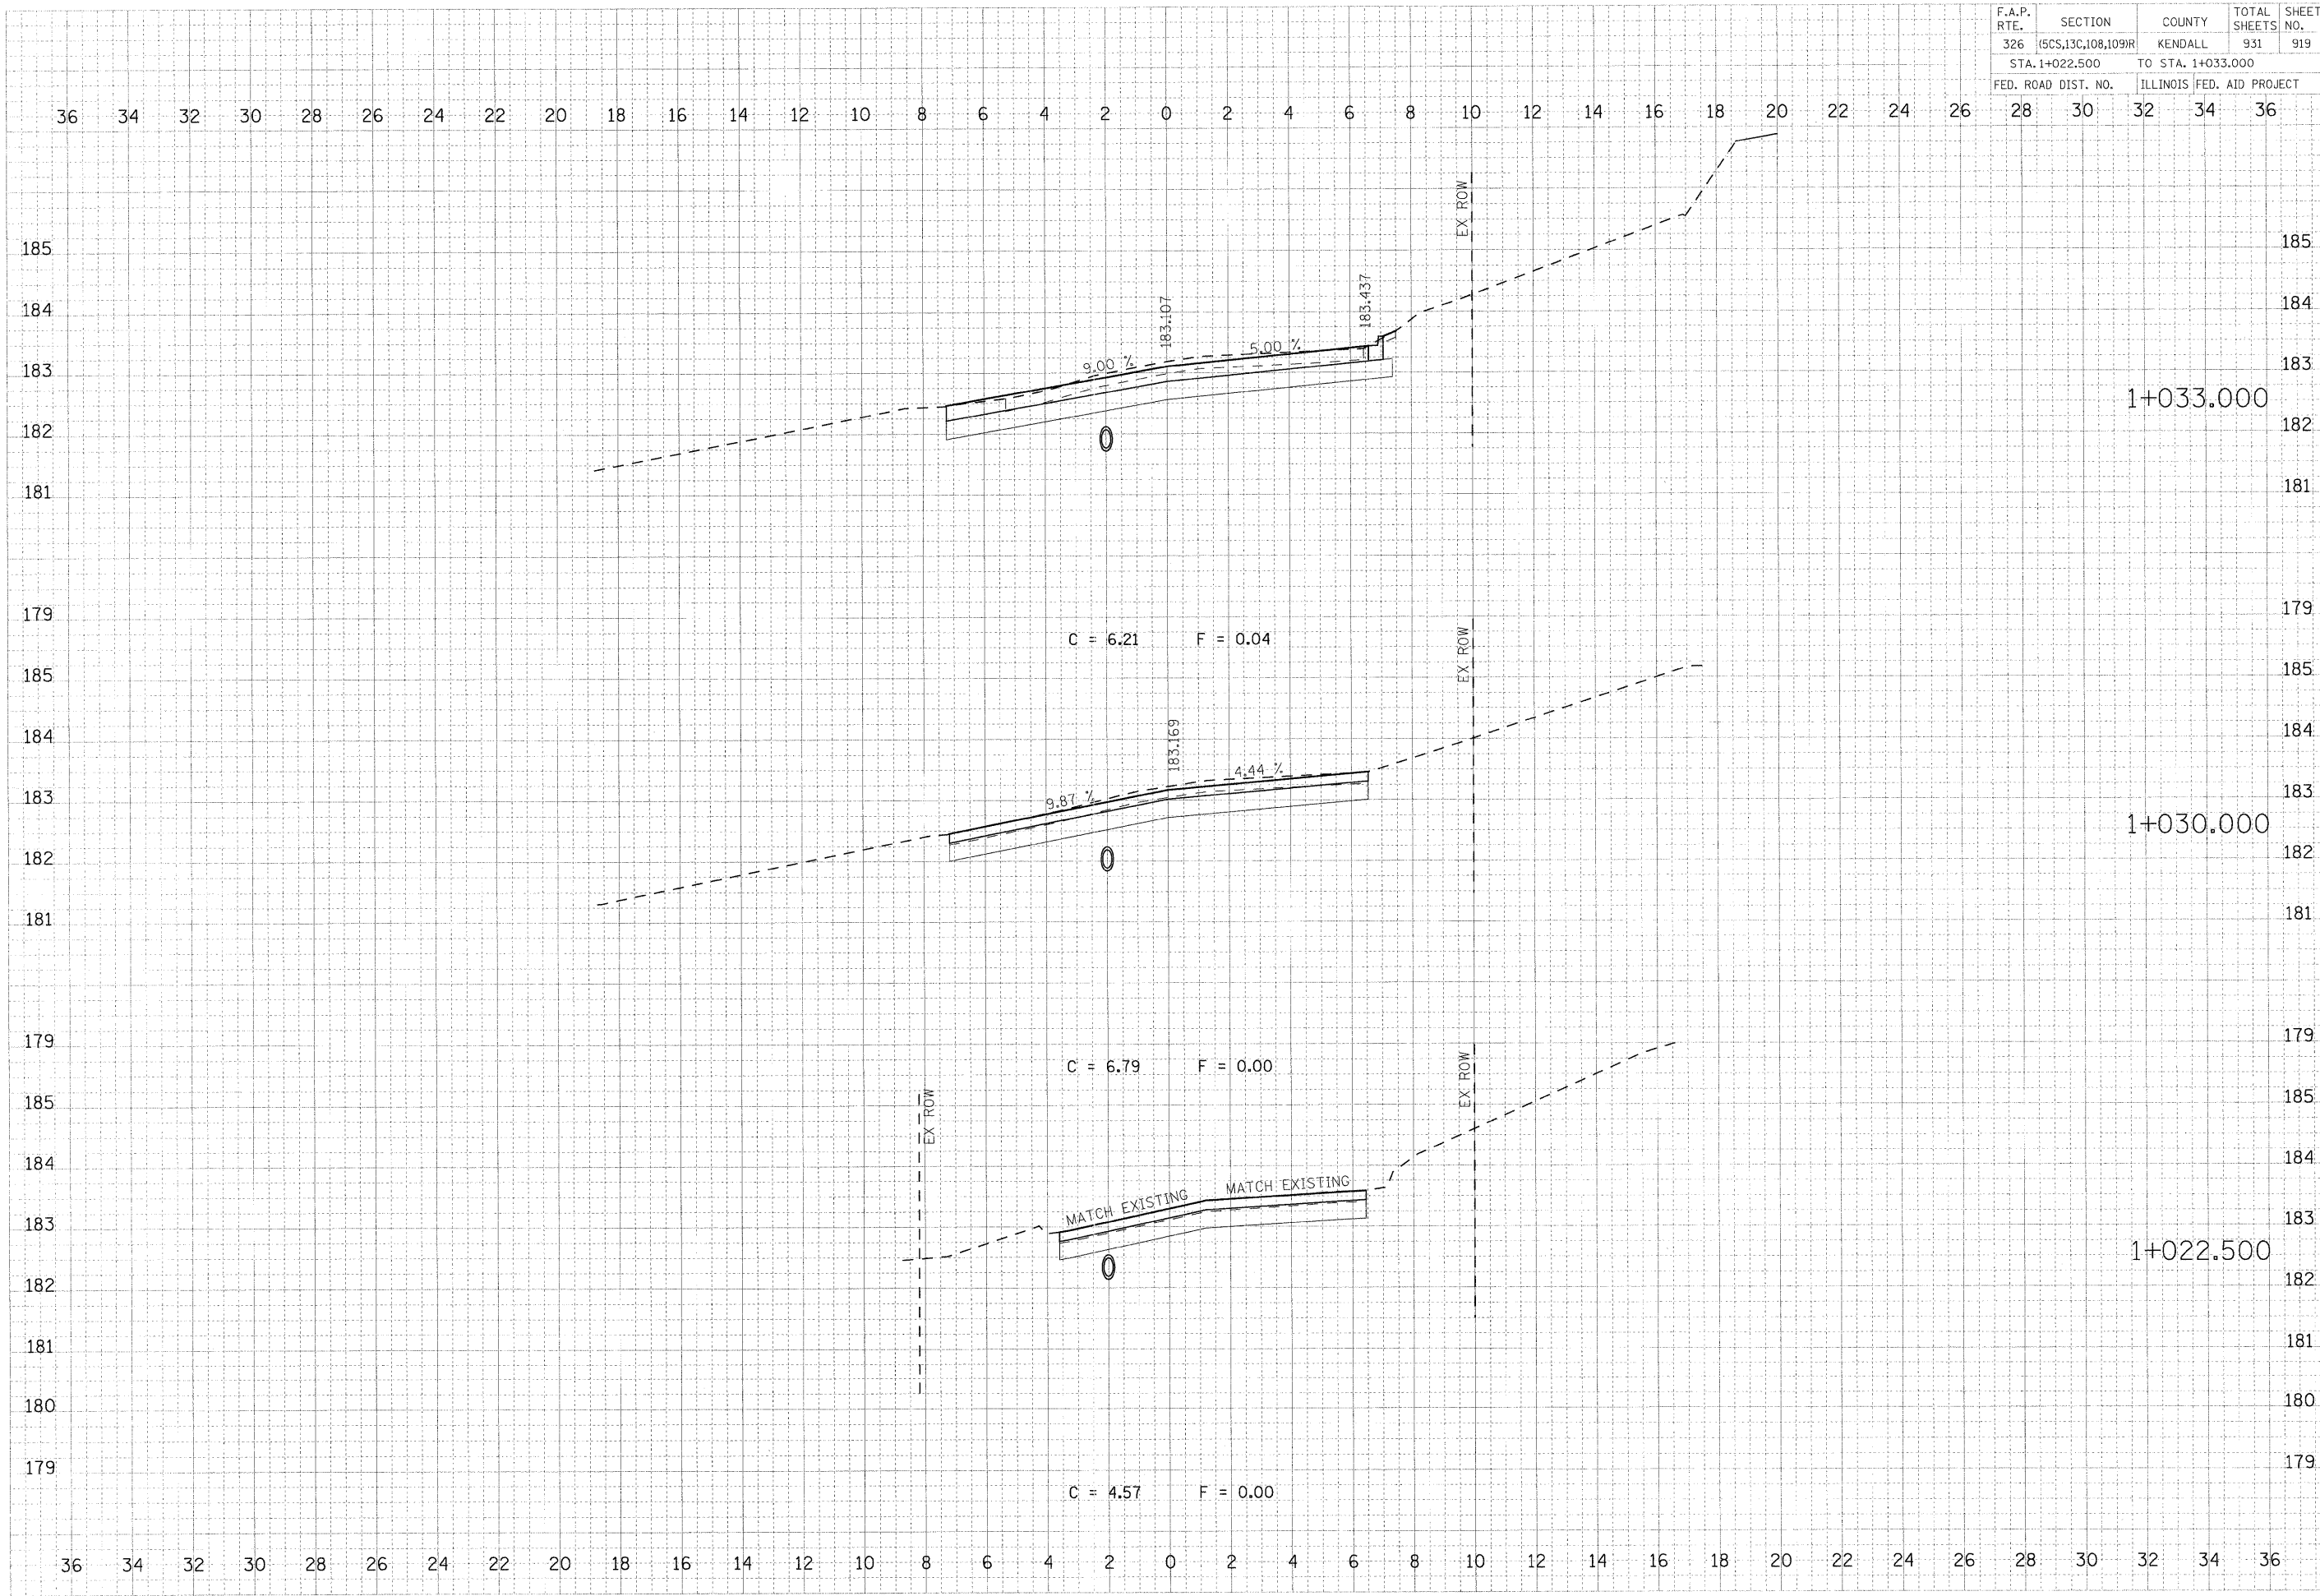 F.A.P. RTE. SECTION COUNTY TOTAL SHEETS SHEET NO.
326 (5CS,13C,108,109)R KENDALL 931 919
STA. 1+022.500 TO STA. 1+033.000
FED. ROAD DIST. NO. ILLINOIS FED. AID PROJECT
36 34 32 30 28 26 24 22 20 18 16 14 12 10 8 6 4 2 0 2 4 6 8 10 12 14 16 18 20 22 24 26 28 30 32 34 36
EX ROW
185 185
184 183.107 183.437 184
183 9.00 % 5.00 % 183
1+033.000
182 182
181 181
179 179
C = 6.21 F = 0.04
EX ROW
185 185
184 183.169 184
183 9.87 % 4.44 % 183
1+030.000
182 182
181 181
179 179
C = 6.79 F = 0.00
EX ROW EX ROW
185 185
184 184
MATCH EXISTING MATCH EXISTING
183 183
1+022.500
182 182
181 181
180 180
179 179
C = 4.57 F = 0.00
36 34 32 30 28 26 24 22 20 18 16 14 12 10 8 6 4 2 0 2 4 6 8 10 12 14 16 18 20 22 24 26 28 30 32 34 36